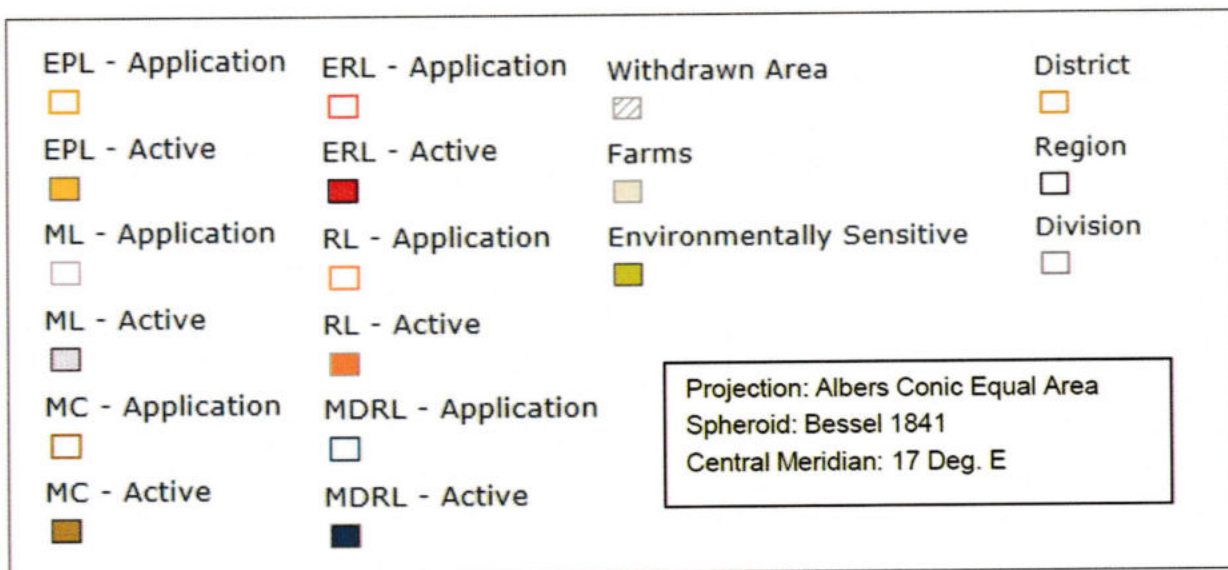 EPL - Application
EPL - Active
ML - Application
ML - Active
MC - Application
MC - Active
ERL - Application
ERL - Active
RL - Application
RL - Active
MDRL - Application
MDRL - Active
Withdrawn Area
Farms
Environmentally Sensitive
District
Region
Division
Projection: Albers Conic Equal Area
Spheroid: Bessel 1841
Central Meridian: 17 Deg. E